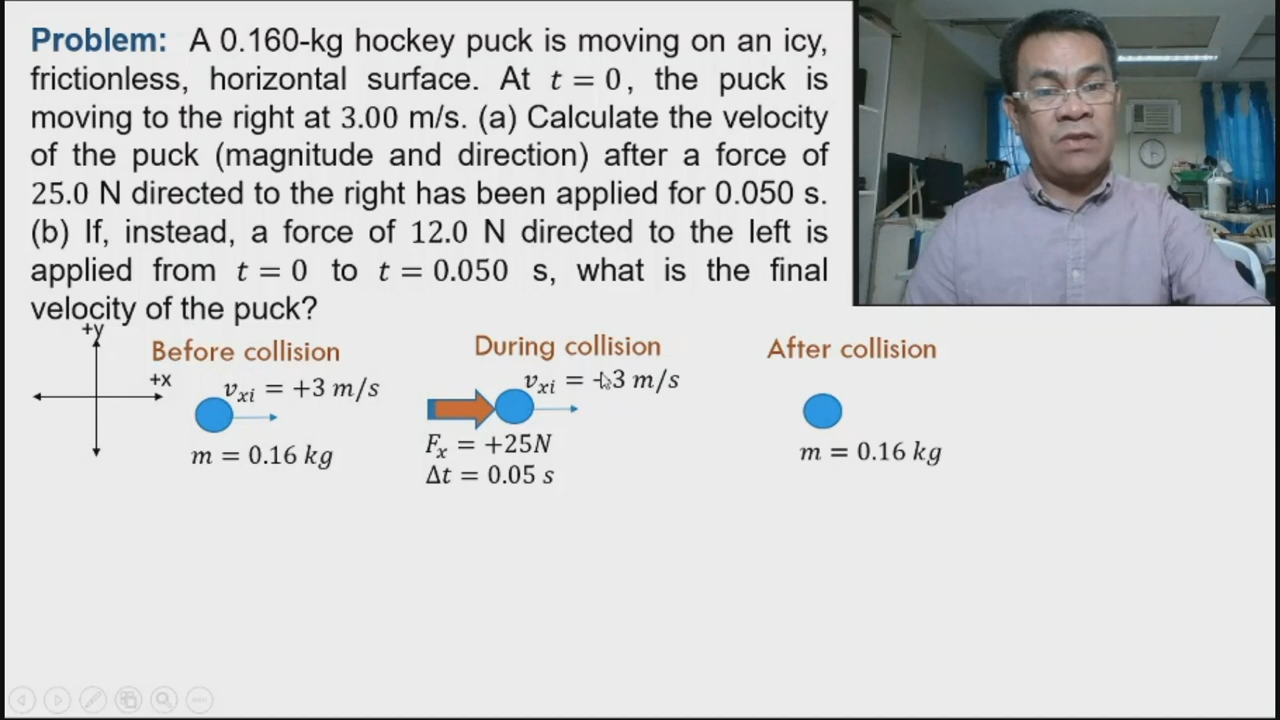 Problem: A 0.160-kg hockey puck is moving on an icy,
frictionless, horizontal surface. At t = 0, the puck is
moving to the right at 3.00 m/s. (a) Calculate the velocity
of the puck (magnitude and direction) after a force of
25.0 N directed to the right has been applied for 0.050 s.
(b) If, instead, a force of 12.0 N directed to the left is
applied from t = 0 to t = 0.050 s, what is the final
velocity of the puck?
+y
Before collision
During collision
After collision
+x
vxi = +3 m/s
vxi = +3 m/s
m = 0.16 kg
Fx = +25N
m = 0.16 kg
Δt = 0.05 s